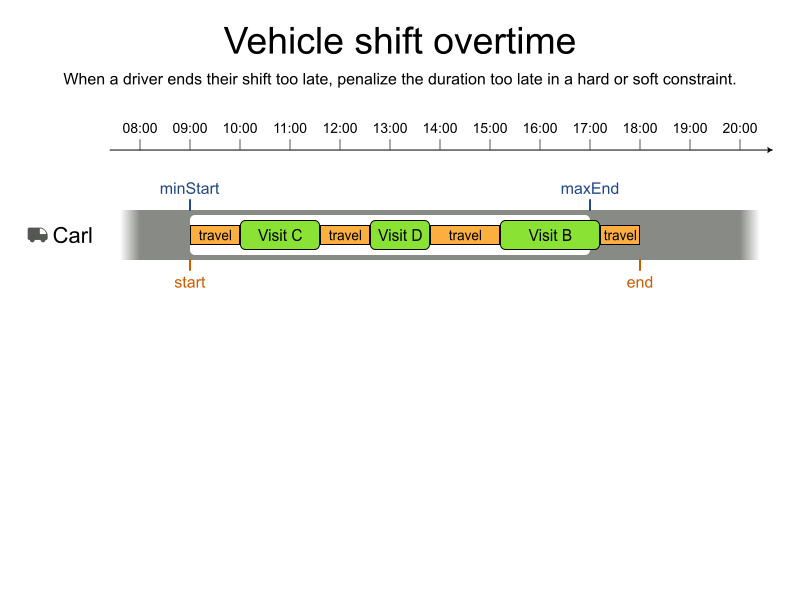 Vehicle shift overtime
When a driver ends their shift too late, penalize the duration too late in a hard or soft constraint.
08:00 09:00 10:00 11:00 12:00 13:00 14:00 15:00 16:00 17:00 18:00 19:00 20:00
minStart maxEnd
Carl travel Visit C travel Visit D travel Visit B travel
start end